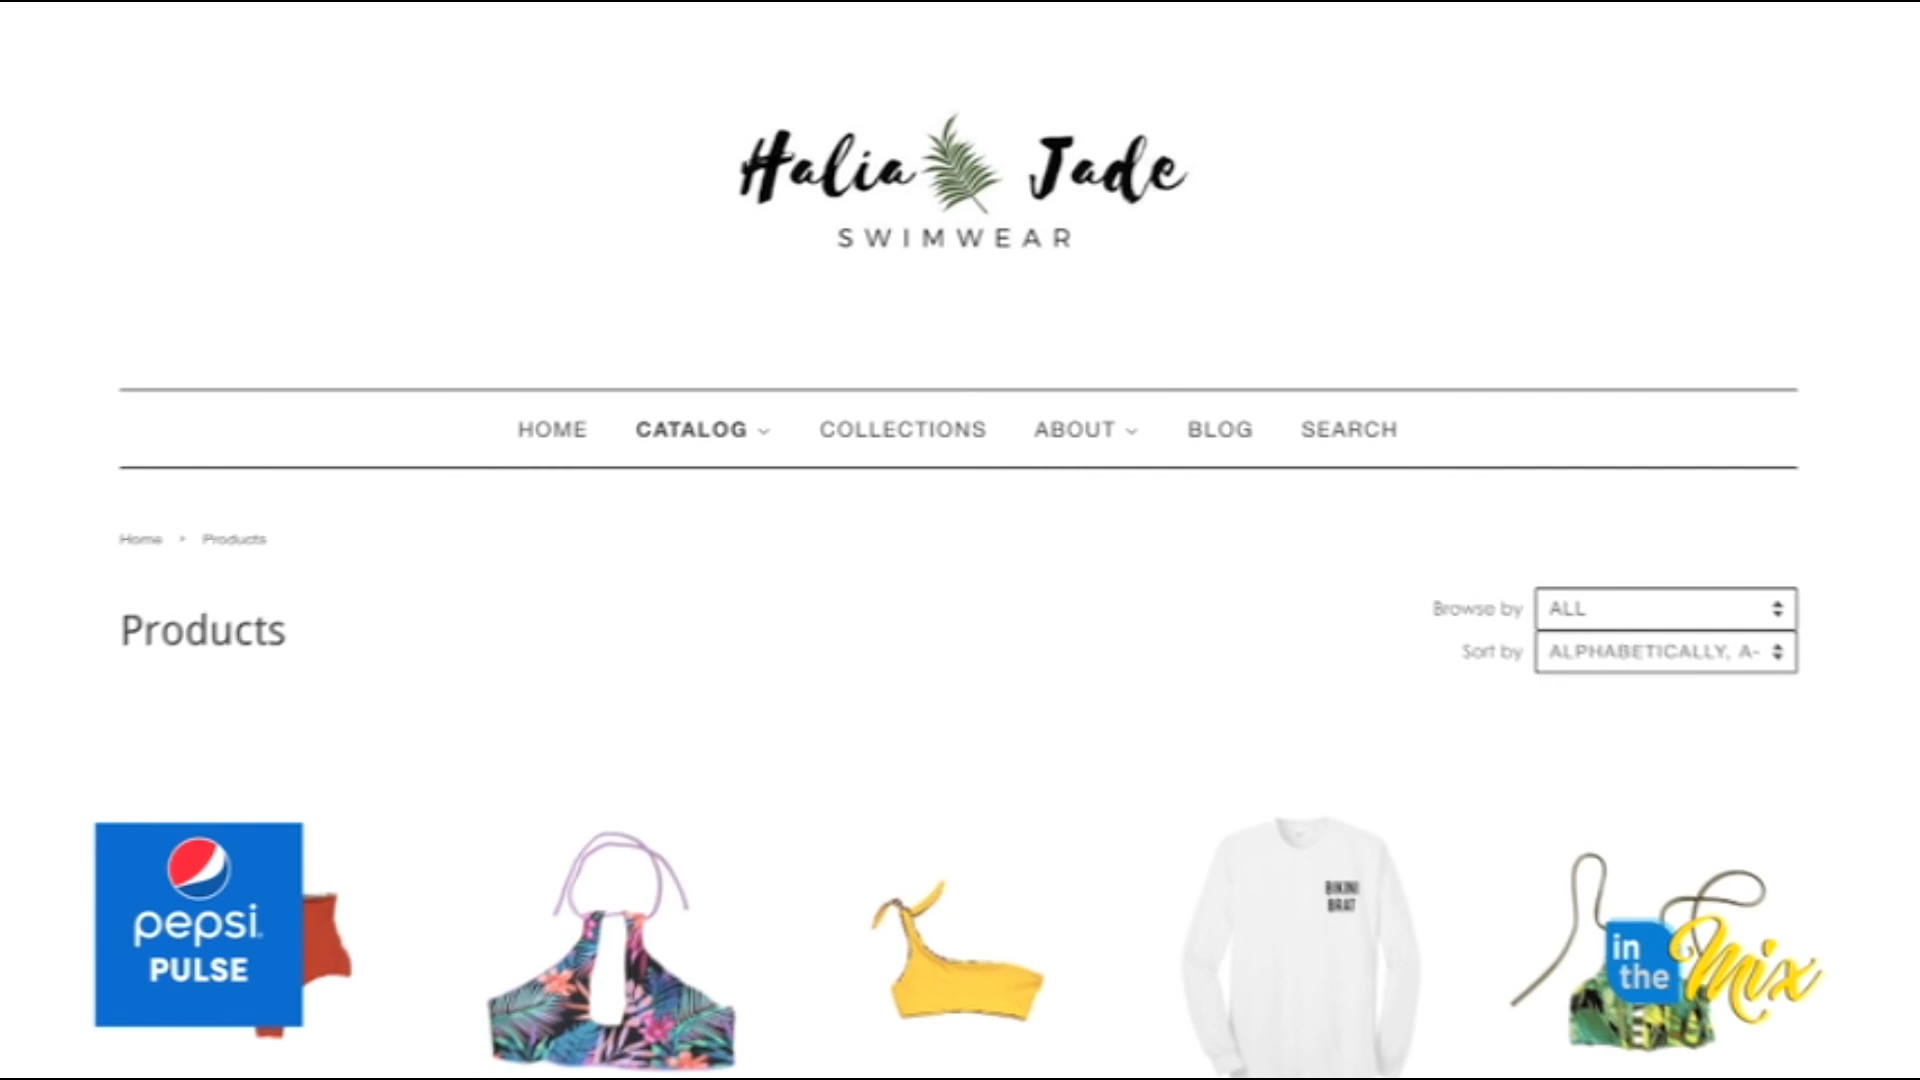 Halia Jade
SWIMWEAR
HOME CATALOG COLLECTIONS ABOUT BLOG SEARCH
Home > Products
Products
Browse by ALL
Sort by ALPHABETICALLY, A-
pepsi
PULSE
BIKINI
BRAT
in
the Mix